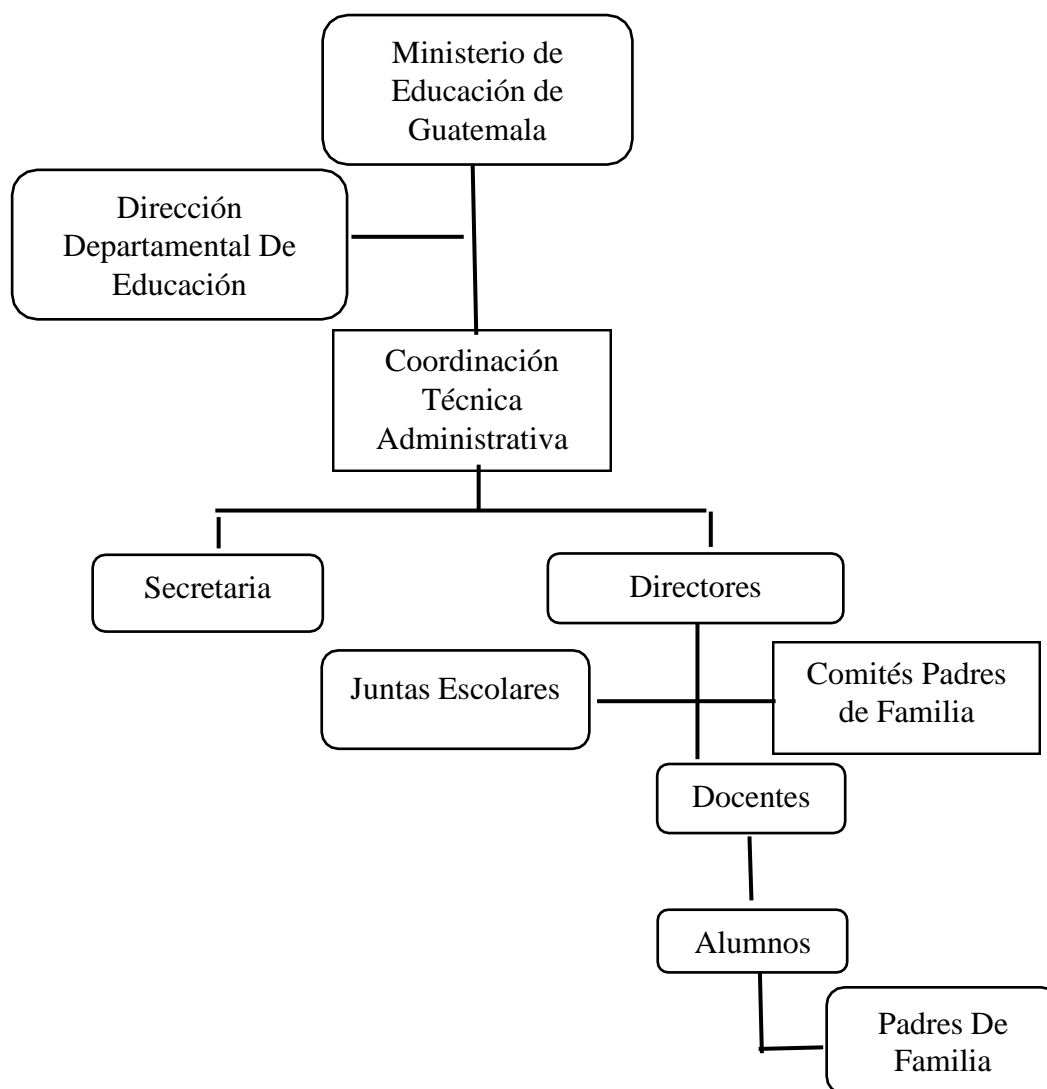 Ministerio de
Educación de
Guatemala
Dirección
Departamental De
Educación
Coordinación
Técnica
Administrativa
Secretaria
Directores
Juntas Escolares
Comités Padres
de Familia
Docentes
Alumnos
Padres De
Familia